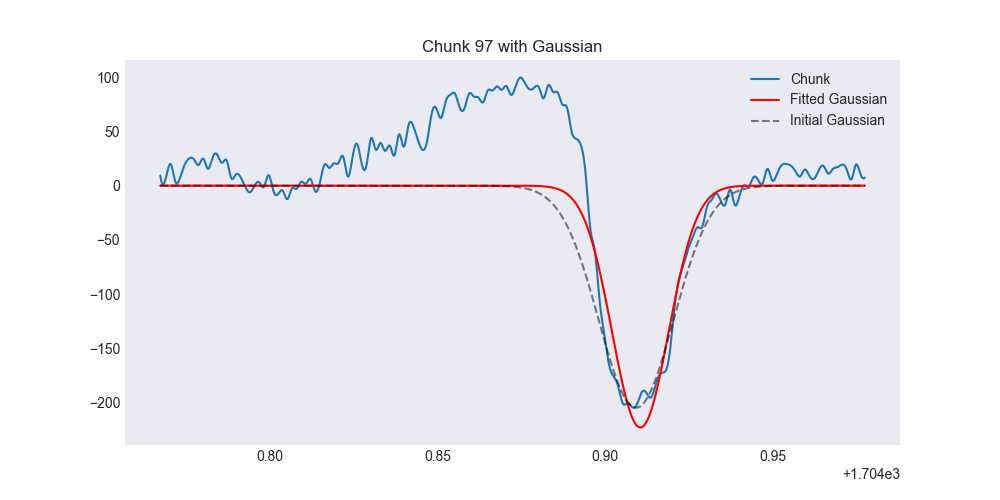 Chunk 97 with Gaussian
Chunk
Fitted Gaussian
Initial Gaussian
100
50
0
−50
−100
−150
−200
0.80 0.85 0.90 0.95
+1.704e3